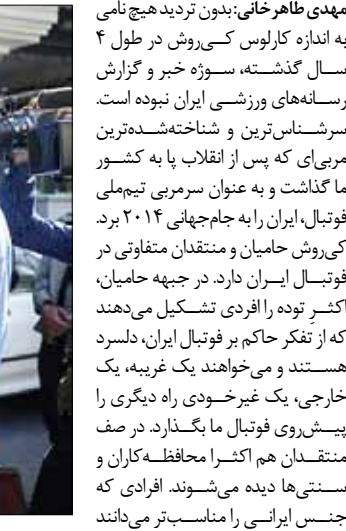 مهدی طاهرخانی: بدون تردید هیچ نامی
به اندازه کارلوس کی‌روش در طول ۴
سال گذشته، سوژه خبر و گزارش
رسانه‌های ورزشی ایران نبوده است.
سرشناس‌ترین و شناخته‌شده‌ترین
مربی‌ای که پس از انقلاب پا به کشور
ما گذاشت و به عنوان سرمربی تیم‌ملی
فوتبال، ایران را به جام‌جهانی ۲۰۱۴ برد.
کی‌روش حامیان و منتقدان متفاوتی در
فوتبال ایران دارد. در جبهه حامیان،
اکثرِ توده را افردی تشکیل می‌دهند
که از تفکر حاکم بر فوتبال ایران، دلسرد
هستند و می‌خواهند یک غریبه، یک
خارجی، یک غیرخودی راه دیگری را
پیش‌روی فوتبال ما بگذارد. در صف
منتقدان هم اکثرا محافظه‌کاران و
سنتی‌ها دیده می‌شوند. افرادی که
جنس ایرانی را مناسب‌تر می‌دانند